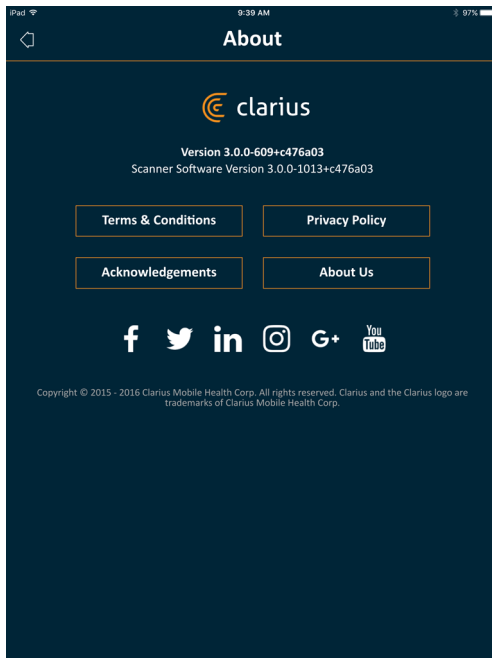 iPad 9:39 AM 97%
About
clarius
Version 3.0.0-609+c476a03
Scanner Software Version 3.0.0-1013+c476a03
Terms & Conditions Privacy Policy
Acknowledgements About Us
f in G+ You Tube
Copyright © 2015 - 2016 Clarius Mobile Health Corp. All rights reserved. Clarius and the Clarius logo are
trademarks of Clarius Mobile Health Corp.